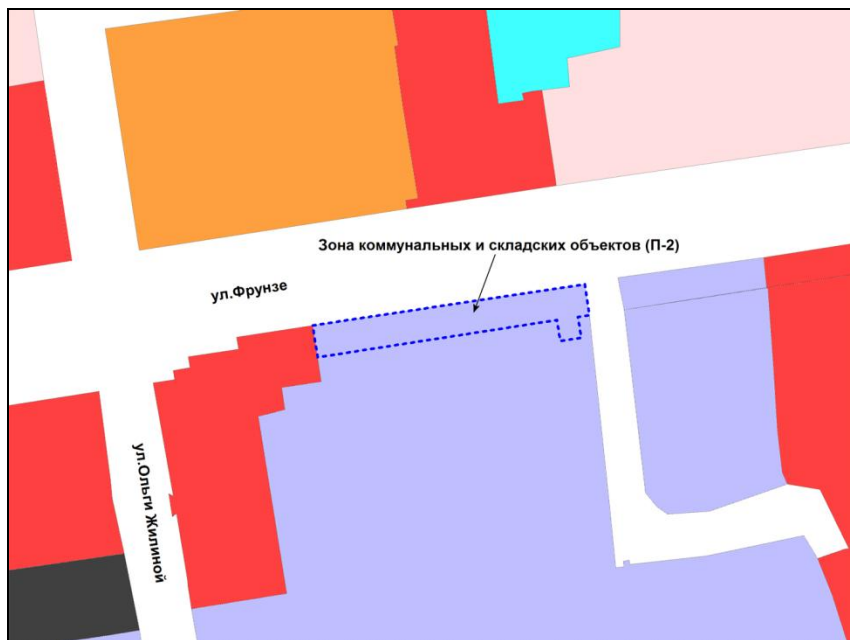 Зона коммунальных и складских объектов (П-2)
ул.Фрунзе
ул.Ольги Жилиной